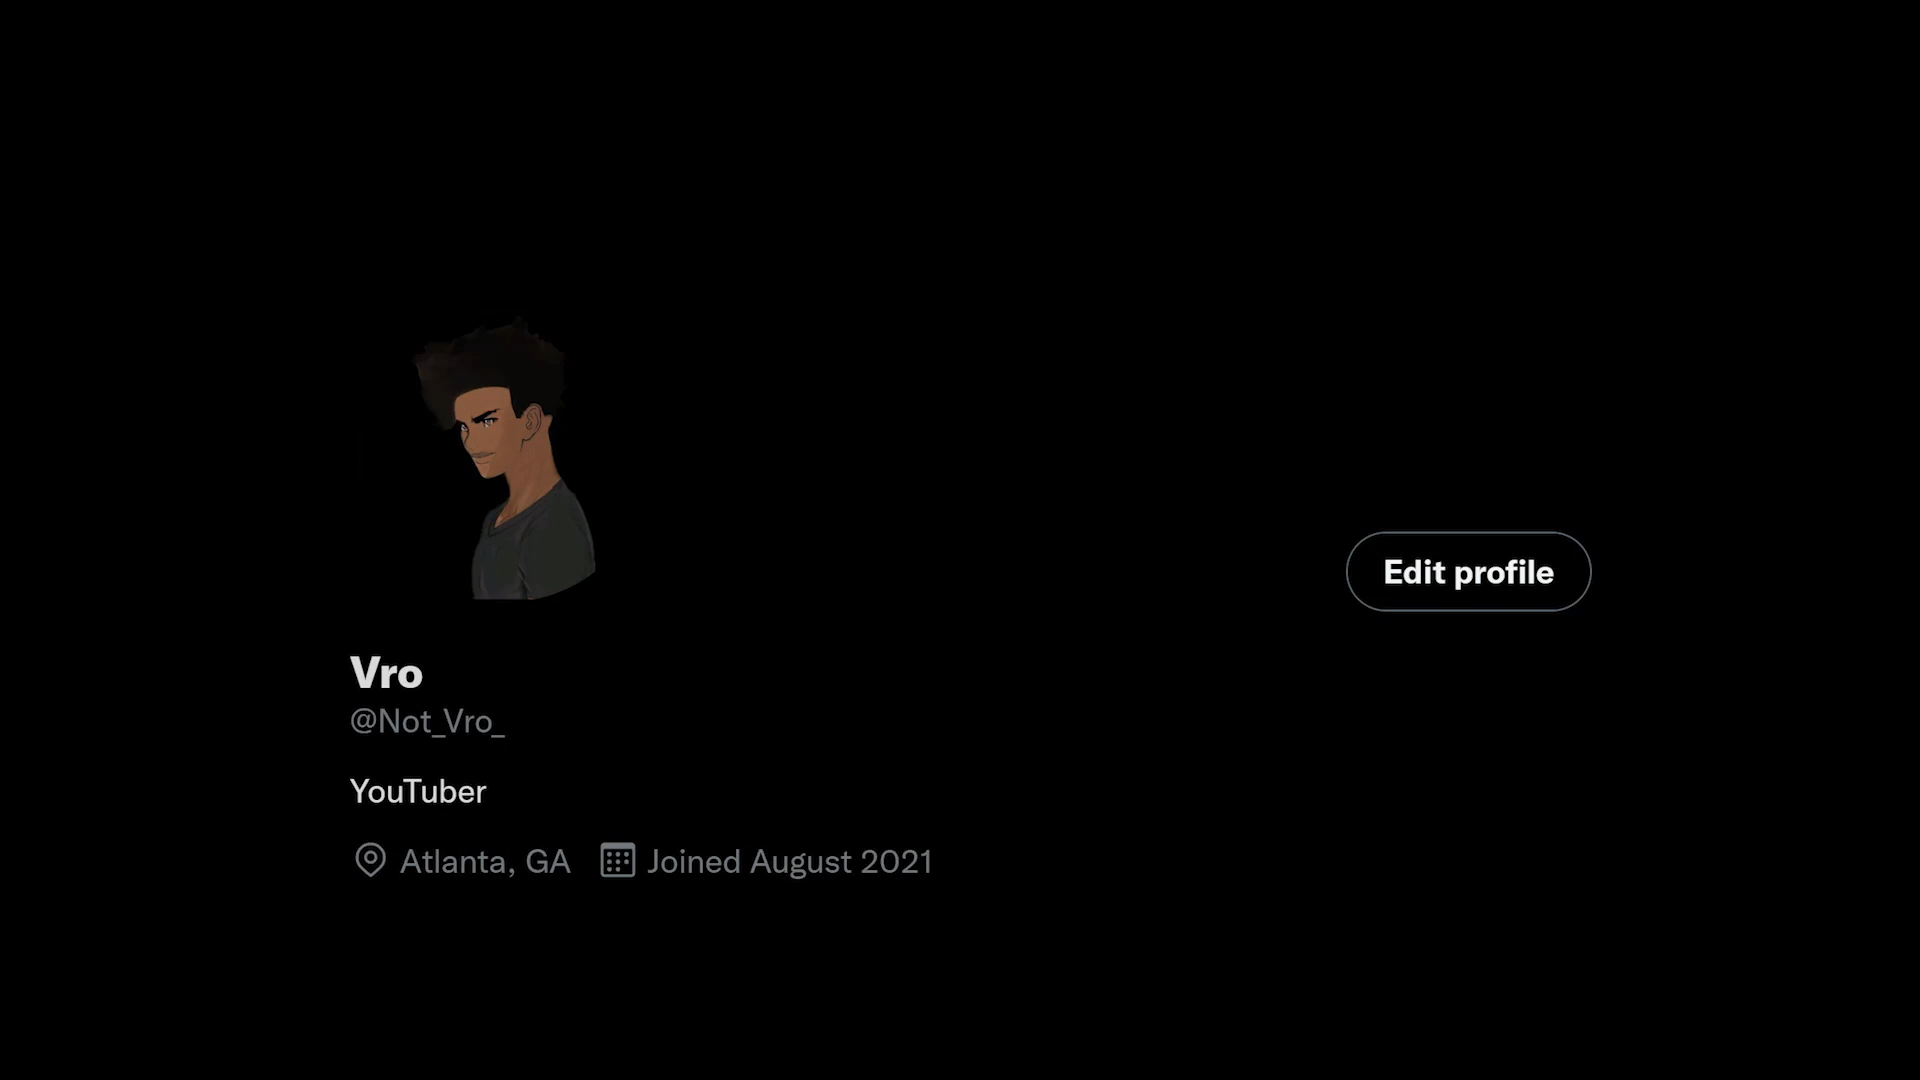 Edit profile
Vro
@Not_Vro_
YouTuber
Atlanta, GA Joined August 2021